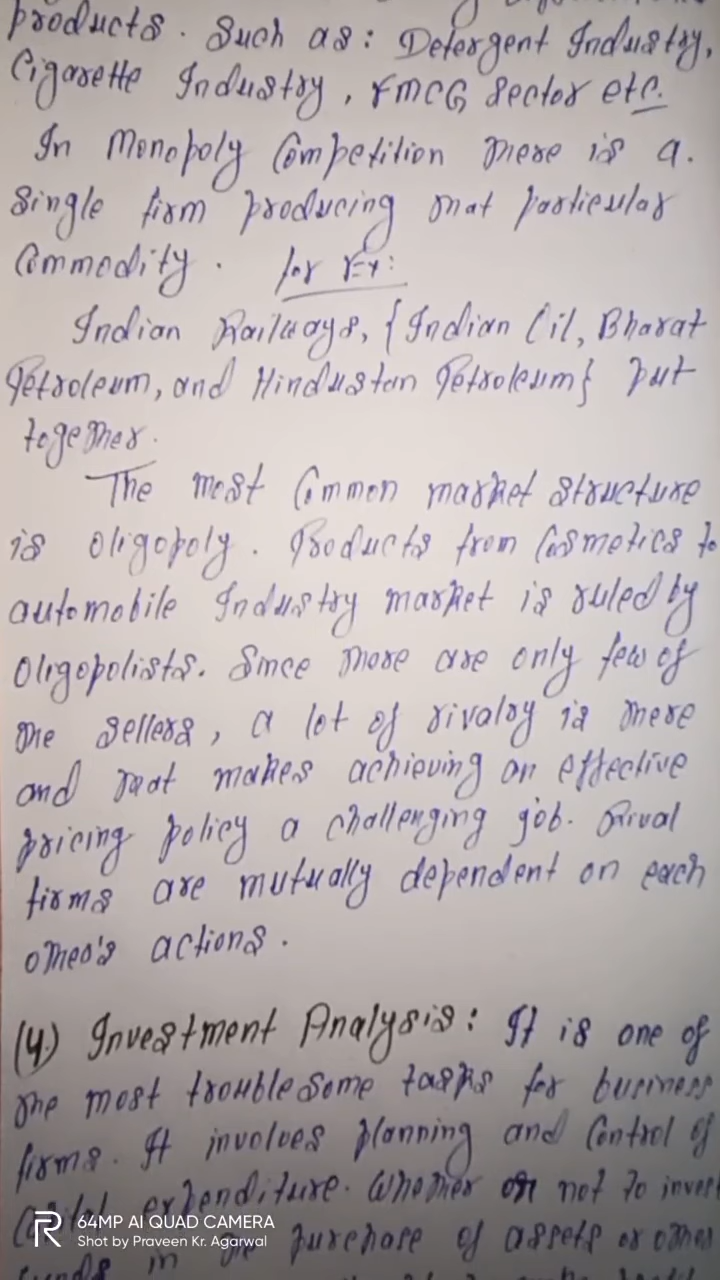 products. Such as: Detergent Industry,
Cigarette Industry, FMCG Sector etc.
In Monopoly Competition there is a.
single firm producing that particular
Commodity. for Ex:
Indian Railways, {Indian Oil, Bharat
Petroleum, and Hindustan Petroleum} put
together.
The most Common market structure
is Oligopoly. Products from Cosmetics to
automobile Industry market is ruled by
Oligopolists. Since there are only few of
the sellers, a lot of rivalry is there
and that makes achieving an effective
pricing policy a challenging job. Rival
firms are mutually dependent on each
other's actions.
(4.) Investment Analysis: It is one of
the most troublesome tasks for business
firms. It involves planning and Control of
Capital expenditure. Whether or not to invest
funds in the purchase of assets or other
64MP AI QUAD CAMERA
Shot by Praveen Kr. Agarwal